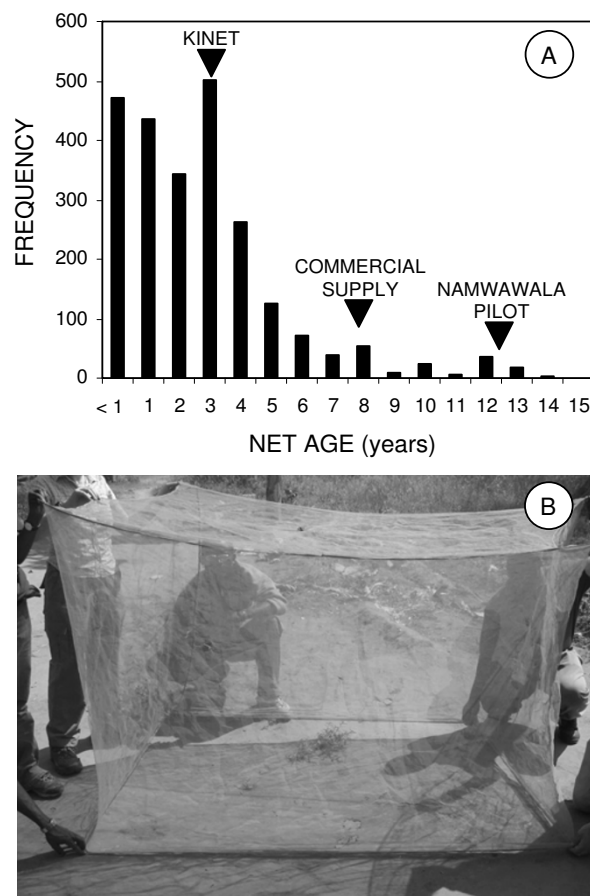 600
500
400
300
200
100
0
FREQUENCY
KINET
COMMERCIAL
SUPPLY
NAMWAWALA
PILOT
A
< 1 1 2 3 4 5 6 7 8 9 10 11 12 13 14 15
NET AGE (years)
B